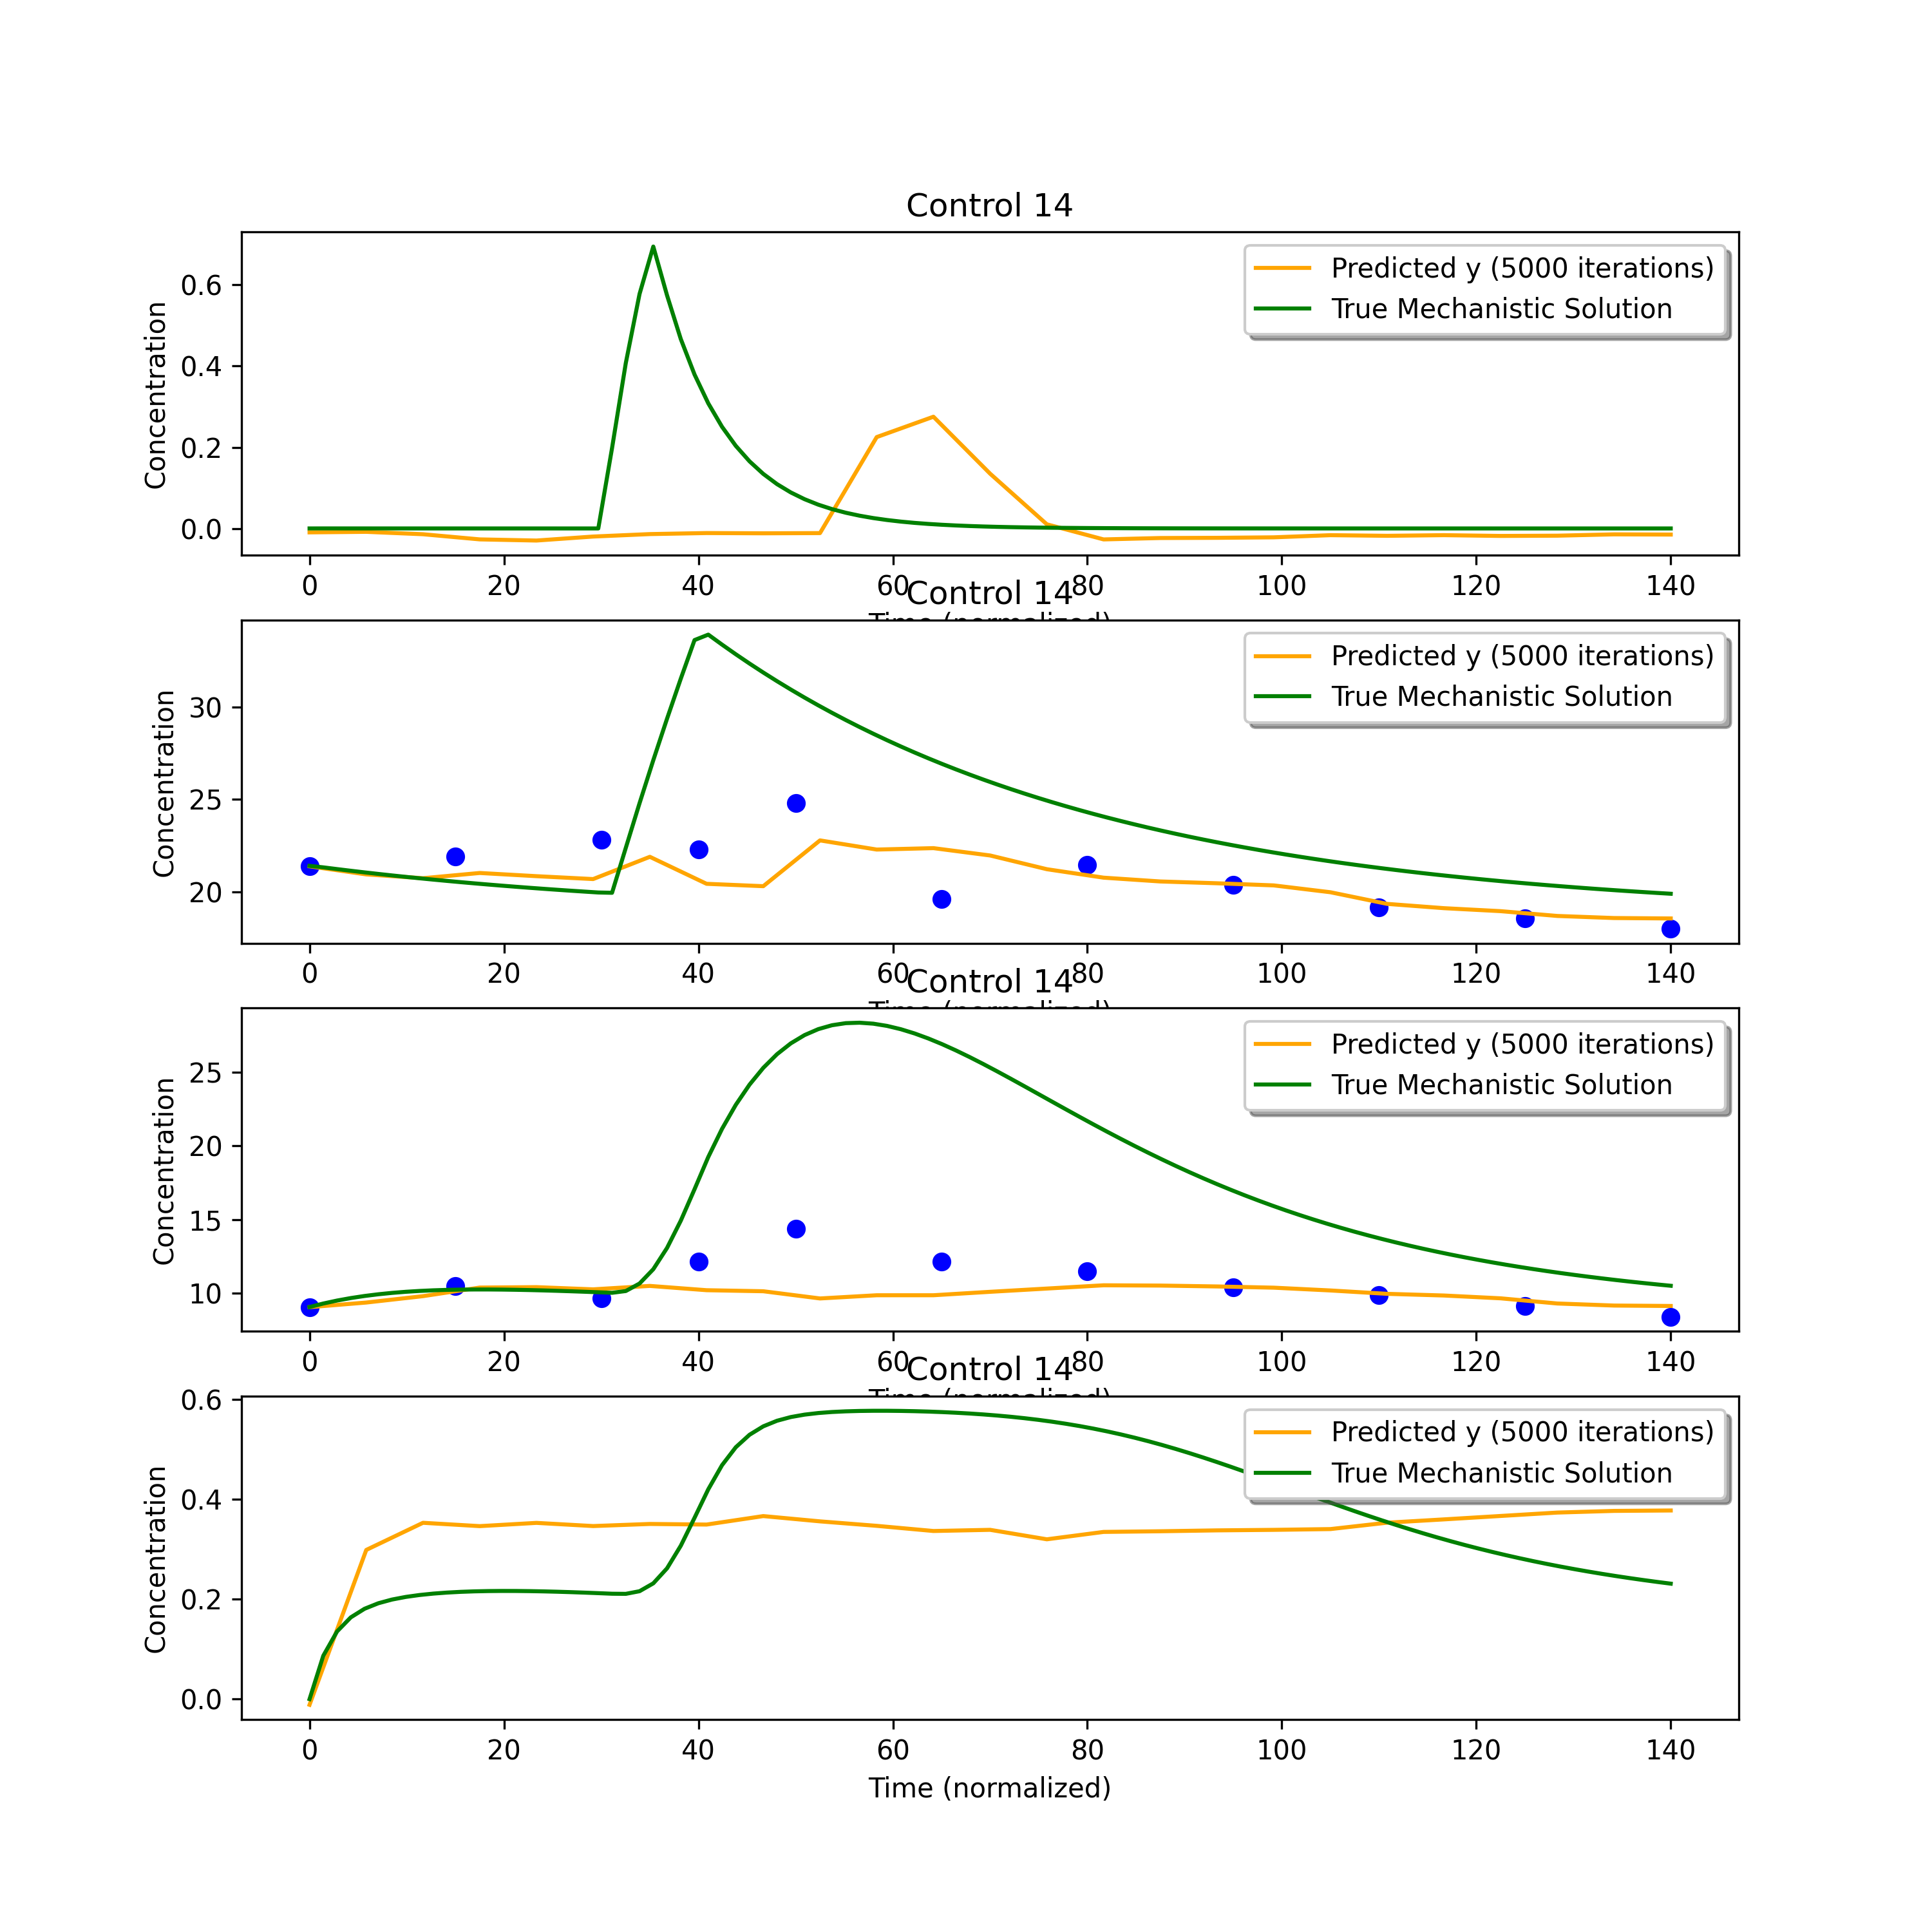 Control 14
Concentration
0.6
0.4
0.2
0.0
Predicted y (5000 iterations)
True Mechanistic Solution
0 20 40 60 80 100 120 140
Control 14
Concentration
30
25
20
Predicted y (5000 iterations)
True Mechanistic Solution
0 20 40 60 80 100 120 140
Control 14
Concentration
25
20
15
10
Predicted y (5000 iterations)
True Mechanistic Solution
0 20 40 60 80 100 120 140
Control 14
Concentration
0.6
0.4
0.2
0.0
Predicted y (5000 iterations)
True Mechanistic Solution
0 20 40 60 80 100 120 140
Time (normalized)